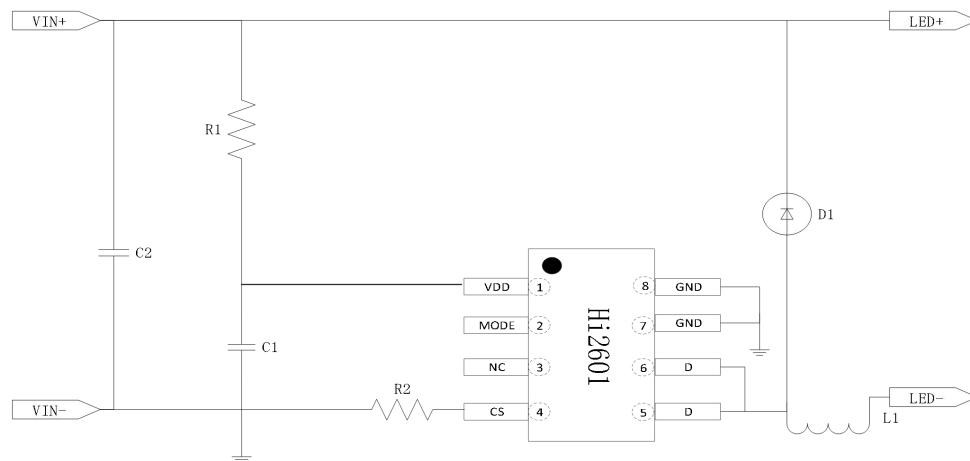 VIN+
LED+
R1
D1
C2
VDD
1
8
GND
MODE
2
7
GND
Hi2601
C1
NC
3
6
D
R2
VIN-
CS
4
5
D
LED-
L1